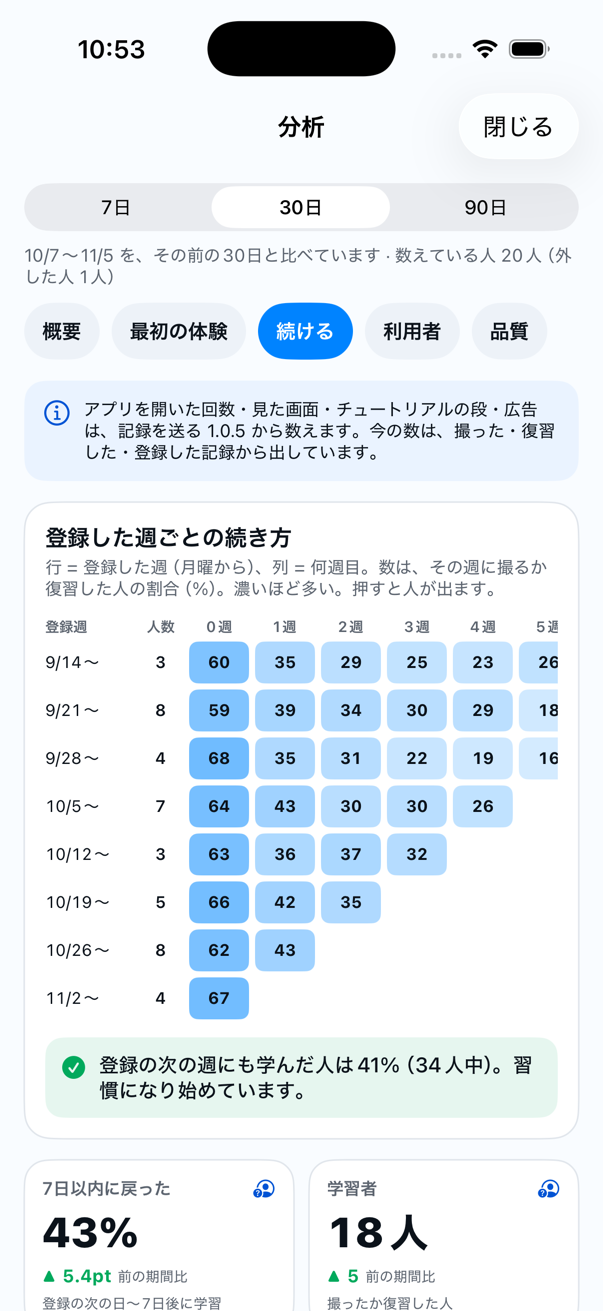 10:53
分析
閉じる
7日 30日 90日
10/7〜11/5 を、その前の30日と比べています · 数えている人 20人（外
した人 1人）
概要 最初の体験 続ける 利用者 品質
アプリを開いた回数・見た画面・チュートリアルの段・広告
は、記録を送る 1.0.5 から数えます。今の数は、撮った・復習
した・登録した記録から出しています。
登録した週ごとの続き方
行 = 登録した週（月曜から）、列 = 何週目。数は、その週に撮るか
復習した人の割合（%）。濃いほど多い。押すと人が出ます。
登録週 人数 0週 1週 2週 3週 4週 5週
9/14〜 3 60 35 29 25 23 26
9/21〜 8 59 39 34 30 29 18
9/28〜 4 68 35 31 22 19 16
10/5〜 7 64 43 30 30 26
10/12〜 3 63 36 37 32
10/19〜 5 66 42 35
10/26〜 8 62 43
11/2〜 4 67
登録の次の週にも学んだ人は41%（34人中）。習
慣になり始めています。
7日以内に戻った
43%
▲ 5.4pt 前の期間比
登録の次の日〜7日後に学習
学習者
18人
▲ 5 前の期間比
撮ったか復習した人